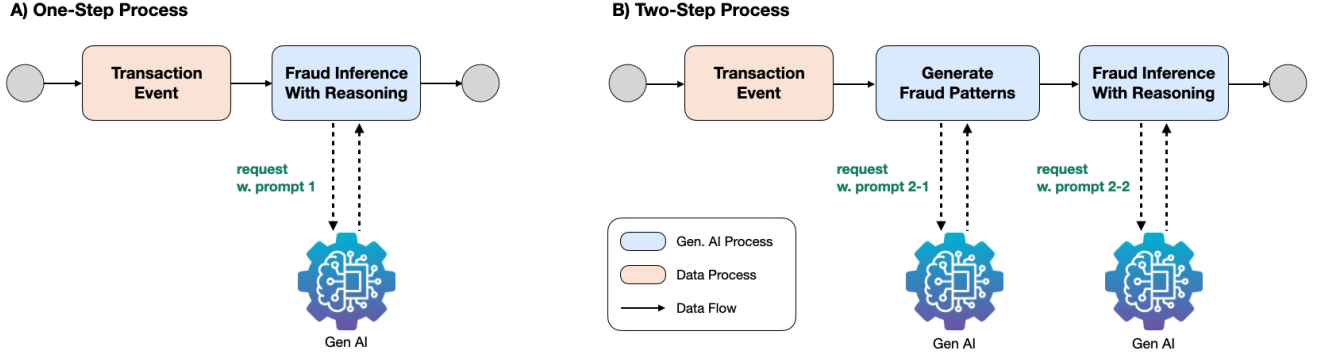 A) One-Step Process
Transaction
Event
Fraud Inference
With Reasoning
request
w. prompt 1
Gen AI
B) Two-Step Process
Transaction
Event
Generate
Fraud Patterns
Fraud Inference
With Reasoning
request
w. prompt 2-1
request
w. prompt 2-2
Gen. AI Process
Data Process
Data Flow
Gen AI
Gen AI